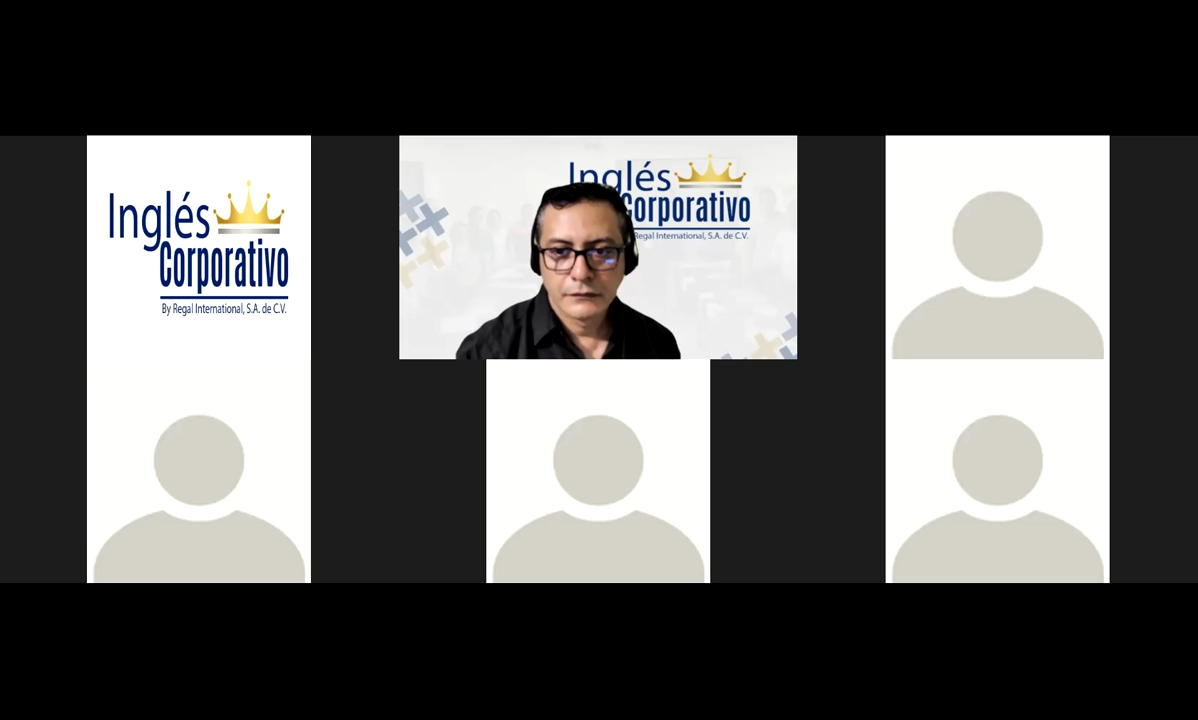 Inglés
Corporativo
By Regal International, S.A. de C.V.
Inglés
Corporativo
Regal International, S.A. de C.V.